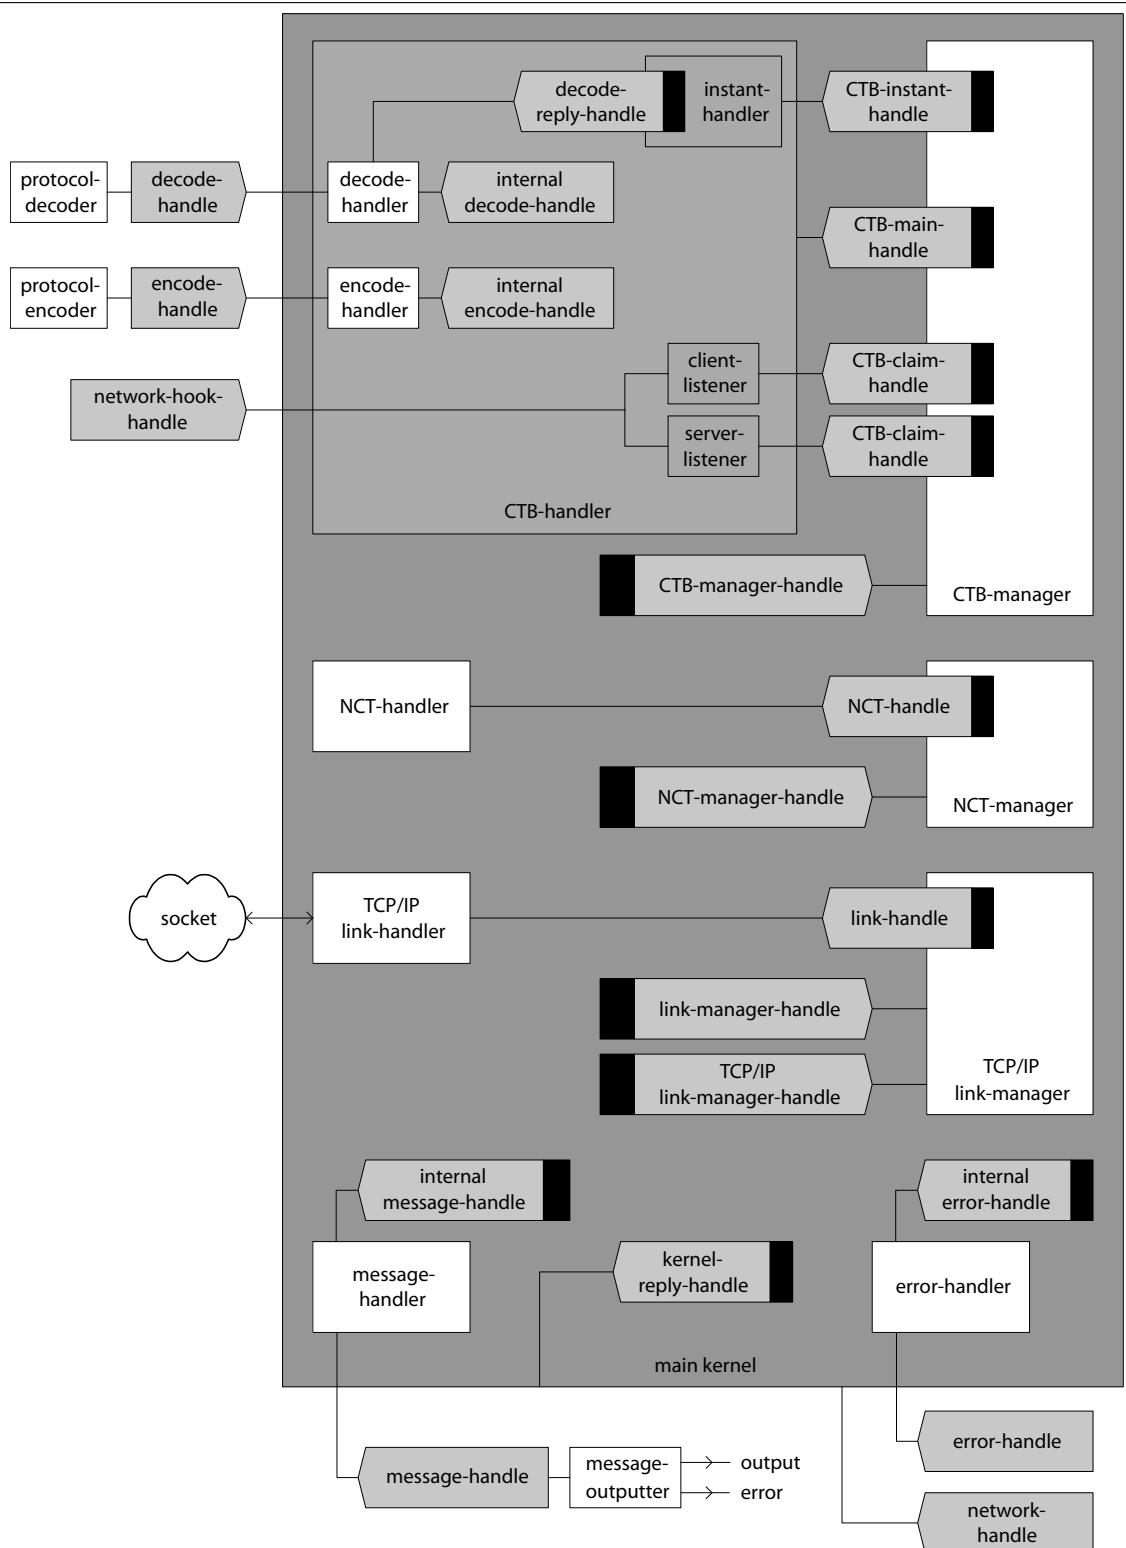 decode-
reply-handle
instant-
handler
CTB-instant-
handle
protocol-
decoder
decode-
handle
decode-
handler
internal
decode-handle
CTB-main-
handle
protocol-
encoder
encode-
handle
encode-
handler
internal
encode-handle
client-
listener
CTB-claim-
handle
network-hook-
handle
server-
listener
CTB-claim-
handle
CTB-handler
CTB-manager-handle
CTB-manager
NCT-handler
NCT-handle
NCT-manager-handle
NCT-manager
socket
TCP/IP
link-handler
link-handle
link-manager-handle
TCP/IP
link-manager-handle
TCP/IP
link-manager
internal
message-handle
internal
error-handle
message-
handler
kernel-
reply-handle
error-handler
main kernel
error-handle
message-handle
message-
outputter
output
error
network-
handle